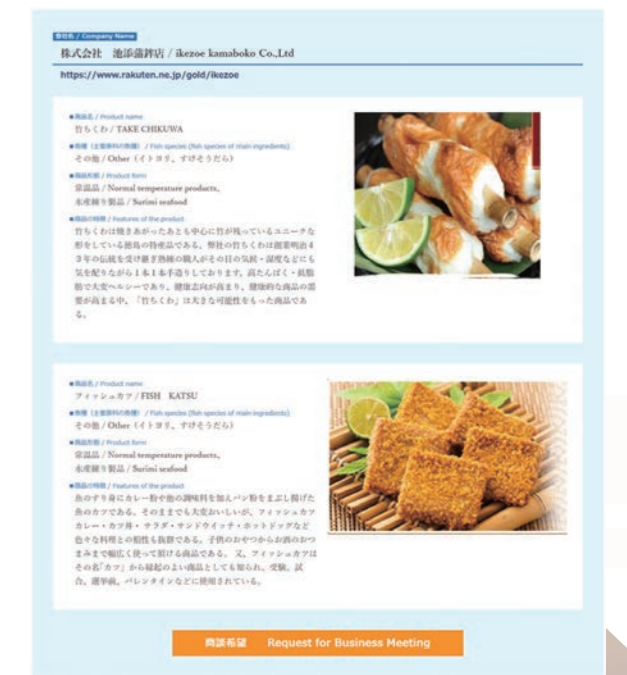 会社名 / Company Name
株式会社　池添蒲鉾店 / ikezoe kamaboko Co.,Ltd
https://www.rakuten.ne.jp/gold/ikezoe
■商品名 / Product name
竹ちくわ / TAKE CHIKUWA
■魚種（主要原料の魚種） / Fish species (fish species of main ingredients)
その他 / Other（イトヨリ、すけそうだら）
■商品形態 / Product form
常温品 / Normal temperature products,
水産練り製品 / Surimi seafood
■商品の特徴 / Features of the product
竹ちくわは焼きあがったあとも中心に竹が残っているユニークな
形をしている徳島の特産品である。弊社の竹ちくわは創業明治４
３年の伝統を受け継ぎ熟練の職人がその日の気候・温度などにも
気を配りながら１本１本手造りしております。高たんぱく・低脂
肪で大変ヘルシーであり、健康志向が高まり、健康的な商品の需
要が高まる中、「竹ちくわ」は大きな可能性をもった商品であ
る。
■商品名 / Product name
フィッシュカツ / FISH　KATSU
■魚種（主要原料の魚種） / Fish species (fish species of main ingredients)
その他 / Other（イトヨリ、すけそうだら）
■商品形態 / Product form
常温品 / Normal temperature products,
水産練り製品 / Surimi seafood
■商品の特徴 / Features of the product
魚のすり身にカレー粉や他の調味料を加えパン粉をまぶし揚げた
魚のカツである。そのままでも大変おいしいが、フィッシュカツ
カレー・カツ丼・サラダ・サンドウィッチ・ホットドッグなど
色々な料理との相性も抜群である。子供のおやつからお酒のおつ
まみまで幅広く使って頂ける商品である。 又、フィッシュカツは
その名「カツ」から縁起のよい商品としても知られ、受験、試
合、選挙前、バレンタインなどに使用されている。
商談希望　Request for Business Meeting